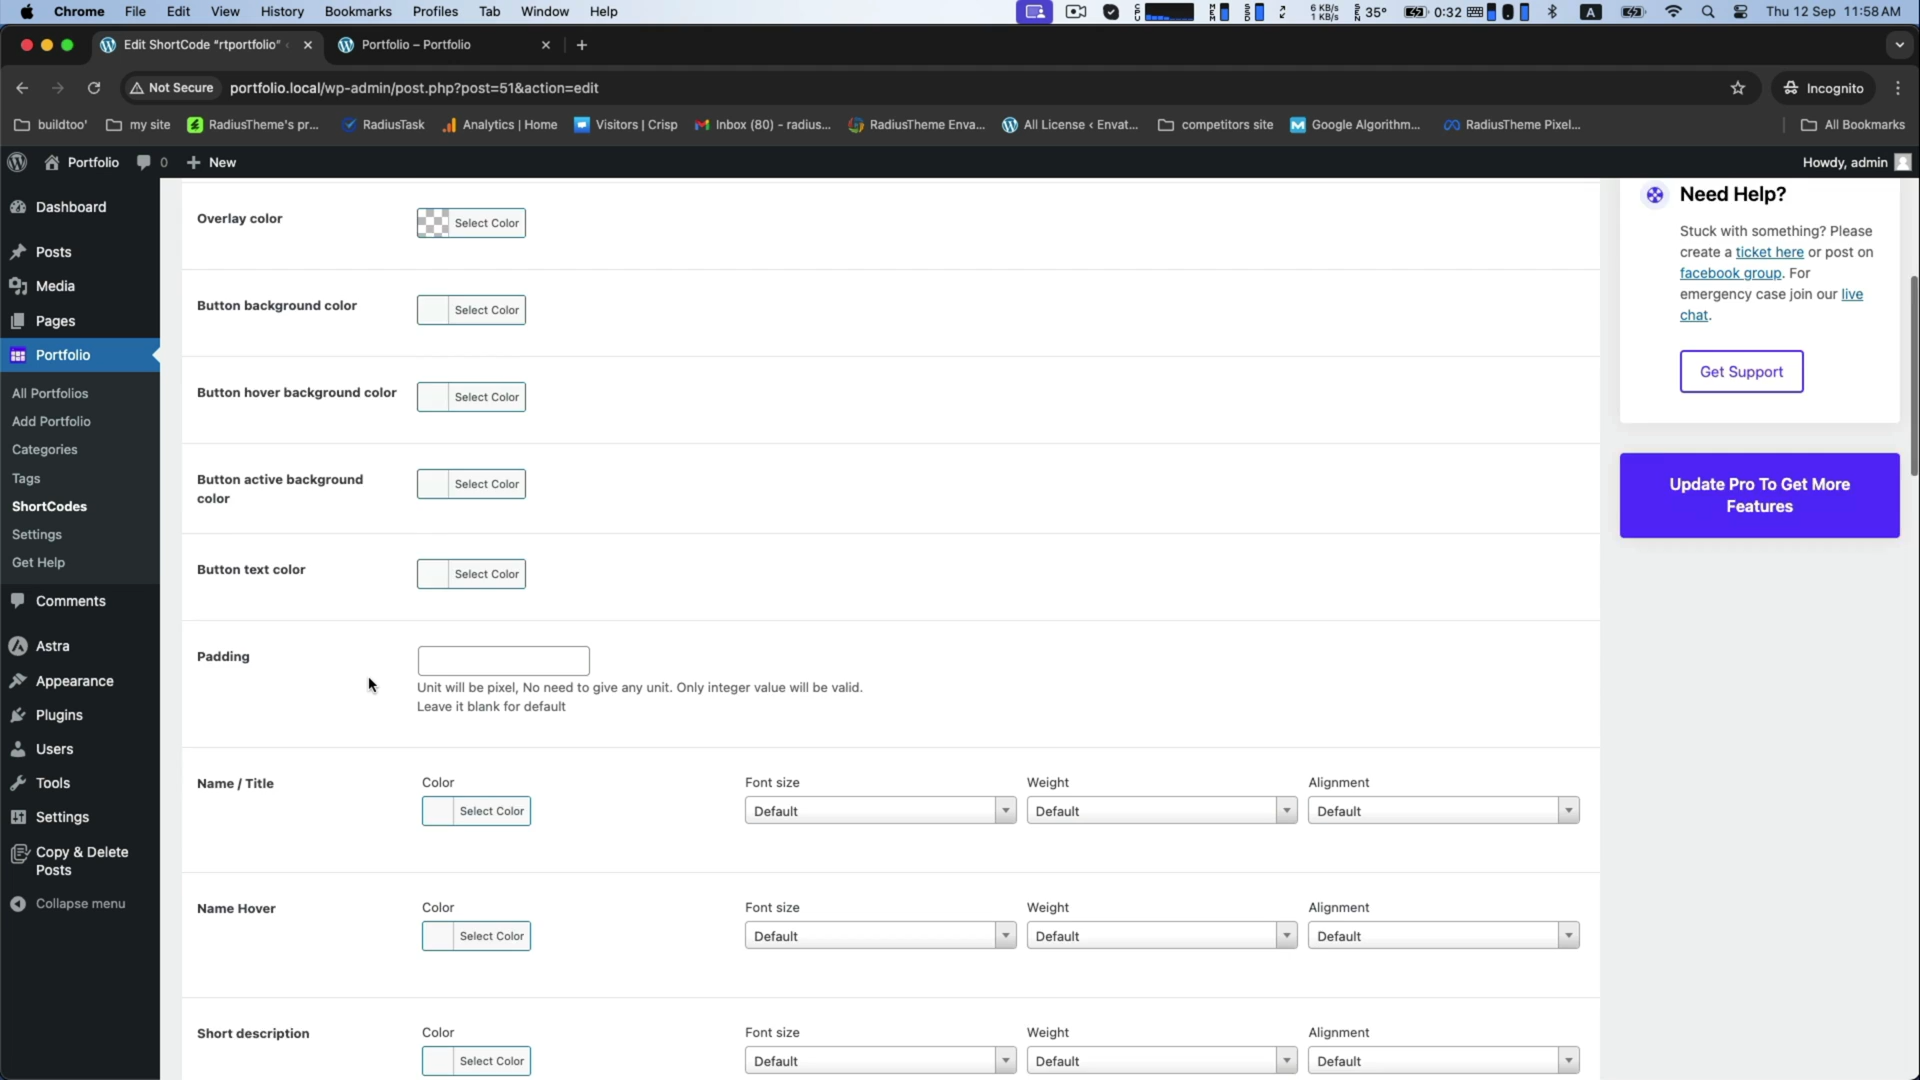 Chrome File Edit View History Bookmarks Profiles Tab Window Help
6 KB/s
1 KB/s
35°
0:32
A
Thu 12 Sep 11:58 AM
Edit ShortCode "rtportfolio"
Portfolio – Portfolio
Not Secure
portfolio.local/wp-admin/post.php?post=51&action=edit
Incognito
buildtoo'
my site
RadiusTheme's pr...
RadiusTask
Analytics | Home
Visitors | Crisp
Inbox (80) - radius...
RadiusTheme Enva...
All License ‹ Envat...
competitors site
Google Algorithm...
RadiusTheme Pixel...
All Bookmarks
Portfolio
0
New
Howdy, admin
Dashboard
Posts
Media
Pages
Portfolio
All Portfolios
Add Portfolio
Categories
Tags
ShortCodes
Settings
Get Help
Comments
Astra
Appearance
Plugins
Users
Tools
Settings
Copy & Delete
Posts
Collapse menu
Overlay color
Select Color
Button background color
Select Color
Button hover background color
Select Color
Button active background
color
Select Color
Button text color
Select Color
Padding
Unit will be pixel, No need to give any unit. Only integer value will be valid.
Leave it blank for default
Name / Title
Color Font size Weight Alignment
Select Color Default Default Default
Name Hover
Color Font size Weight Alignment
Select Color Default Default Default
Short description
Color Font size Weight Alignment
Select Color Default Default Default
Need Help?
Stuck with something? Please
create a ticket here or post on
facebook group. For
emergency case join our live
chat.
Get Support
Update Pro To Get More
Features